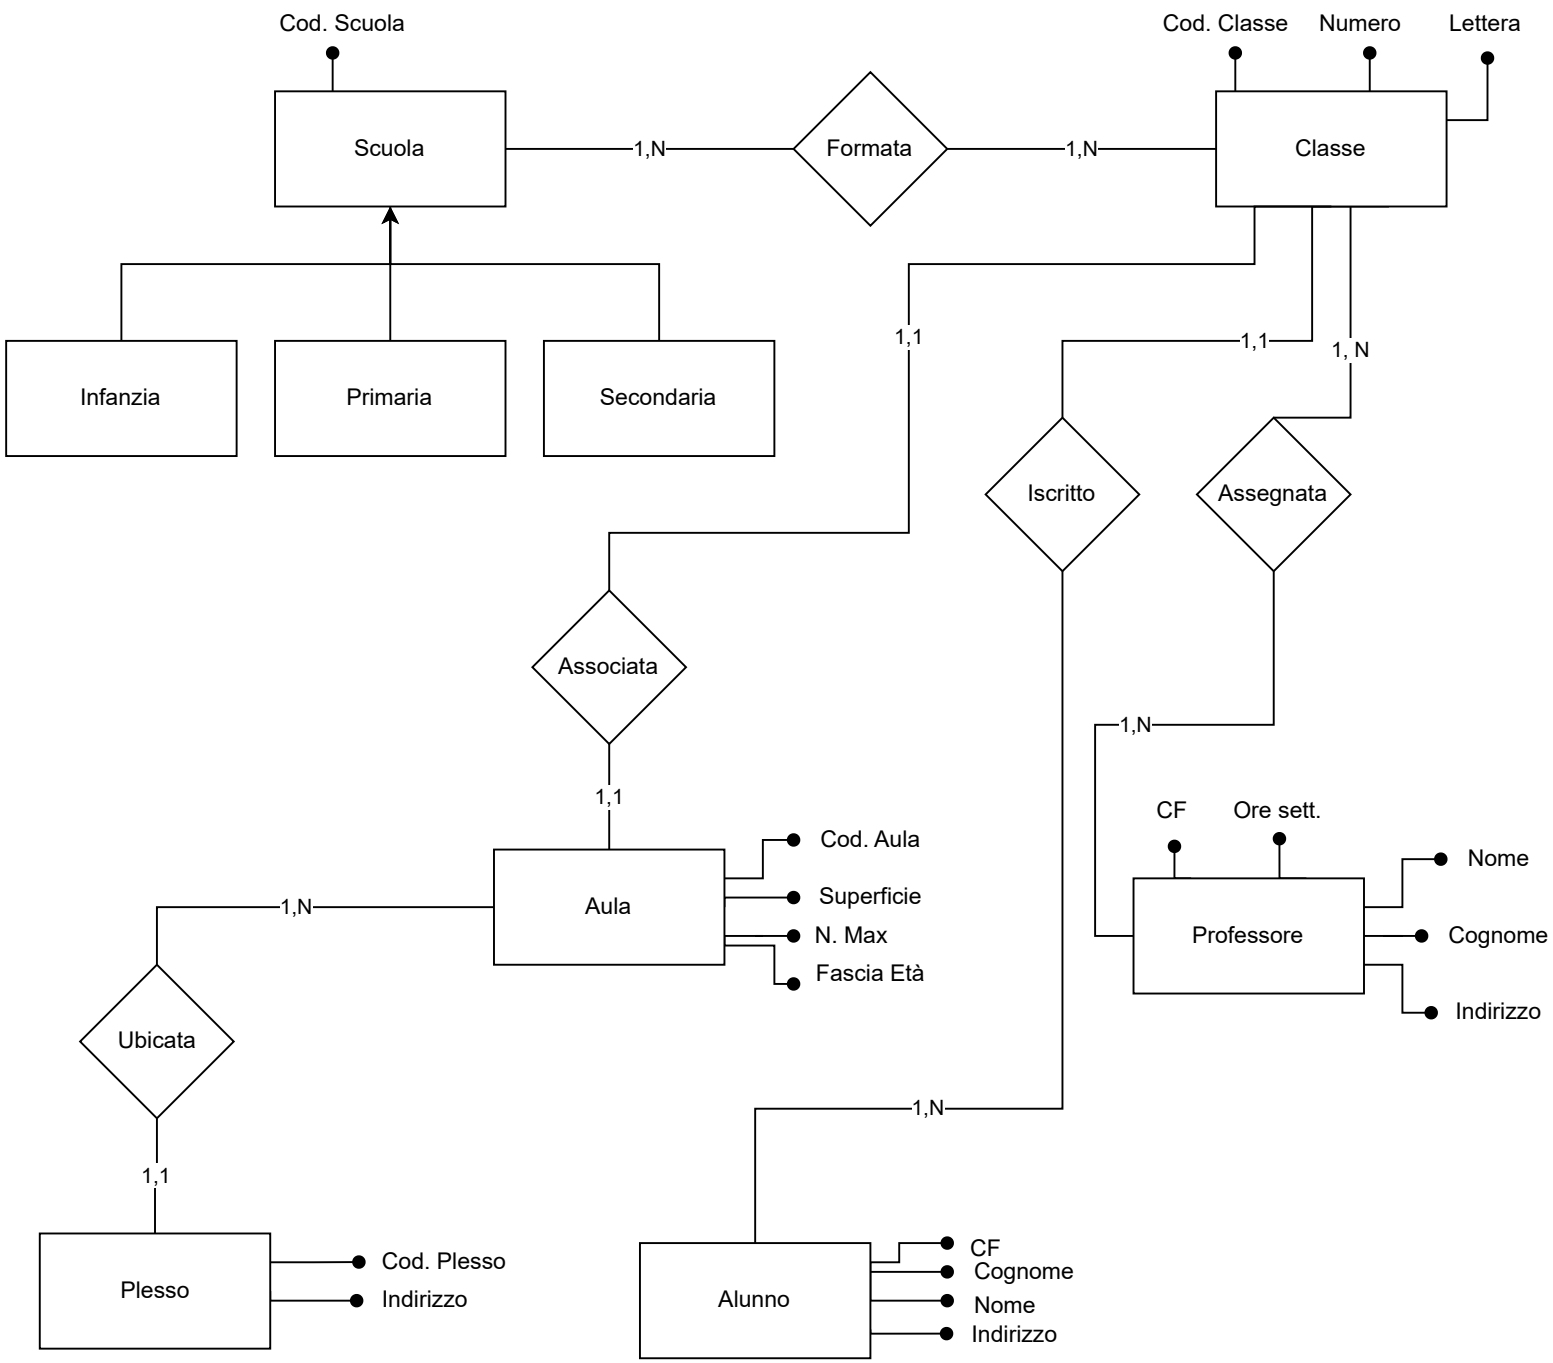 Cod. Scuola
Cod. Classe
Numero
Lettera
Scuola
1,N
Formata
1,N
Classe
1,1
1,1
1, N
Infanzia
Primaria
Secondaria
Iscritto
Assegnata
Associata
1,N
1,1
CF
Ore sett.
Cod. Aula
Nome
Superficie
Aula
1,N
N. Max
Professore
Cognome
Fascia Età
Indirizzo
Ubicata
1,N
1,1
CF
Cod. Plesso
Cognome
Plesso
Indirizzo
Alunno
Nome
Indirizzo